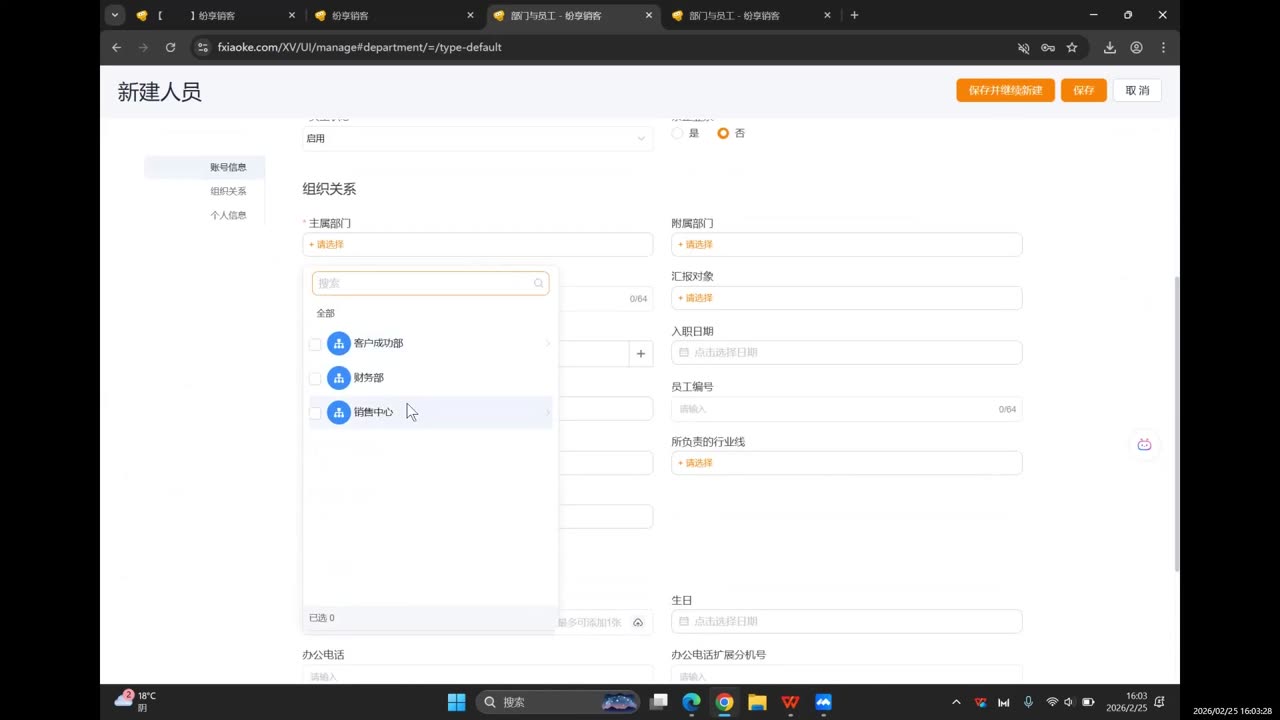 【 】纷享销客
纷享销客
部门与员工 - 纷享销客
部门与员工 - 纷享销客
fxiaoke.com/XV/UI/manage#department/=/type-default
新建人员
保存并继续新建
保存
取消
启用
是
否
账号信息
组织关系
个人信息
组织关系
* 主属部门
+ 请选择
附属部门
+ 请选择
搜索
全部
客户成功部
财务部
销售中心
已选 0
0/64
汇报对象
+ 请选择
入职日期
点击选择日期
员工编号
请输入
0/64
所负责的行业线
+ 请选择
最多可添加1张
生日
点击选择日期
办公电话
请输入
办公电话扩展分机号
请输入
2
18°C
阴
搜索
16:03
2026/2/25
2026/02/25 16:03:28